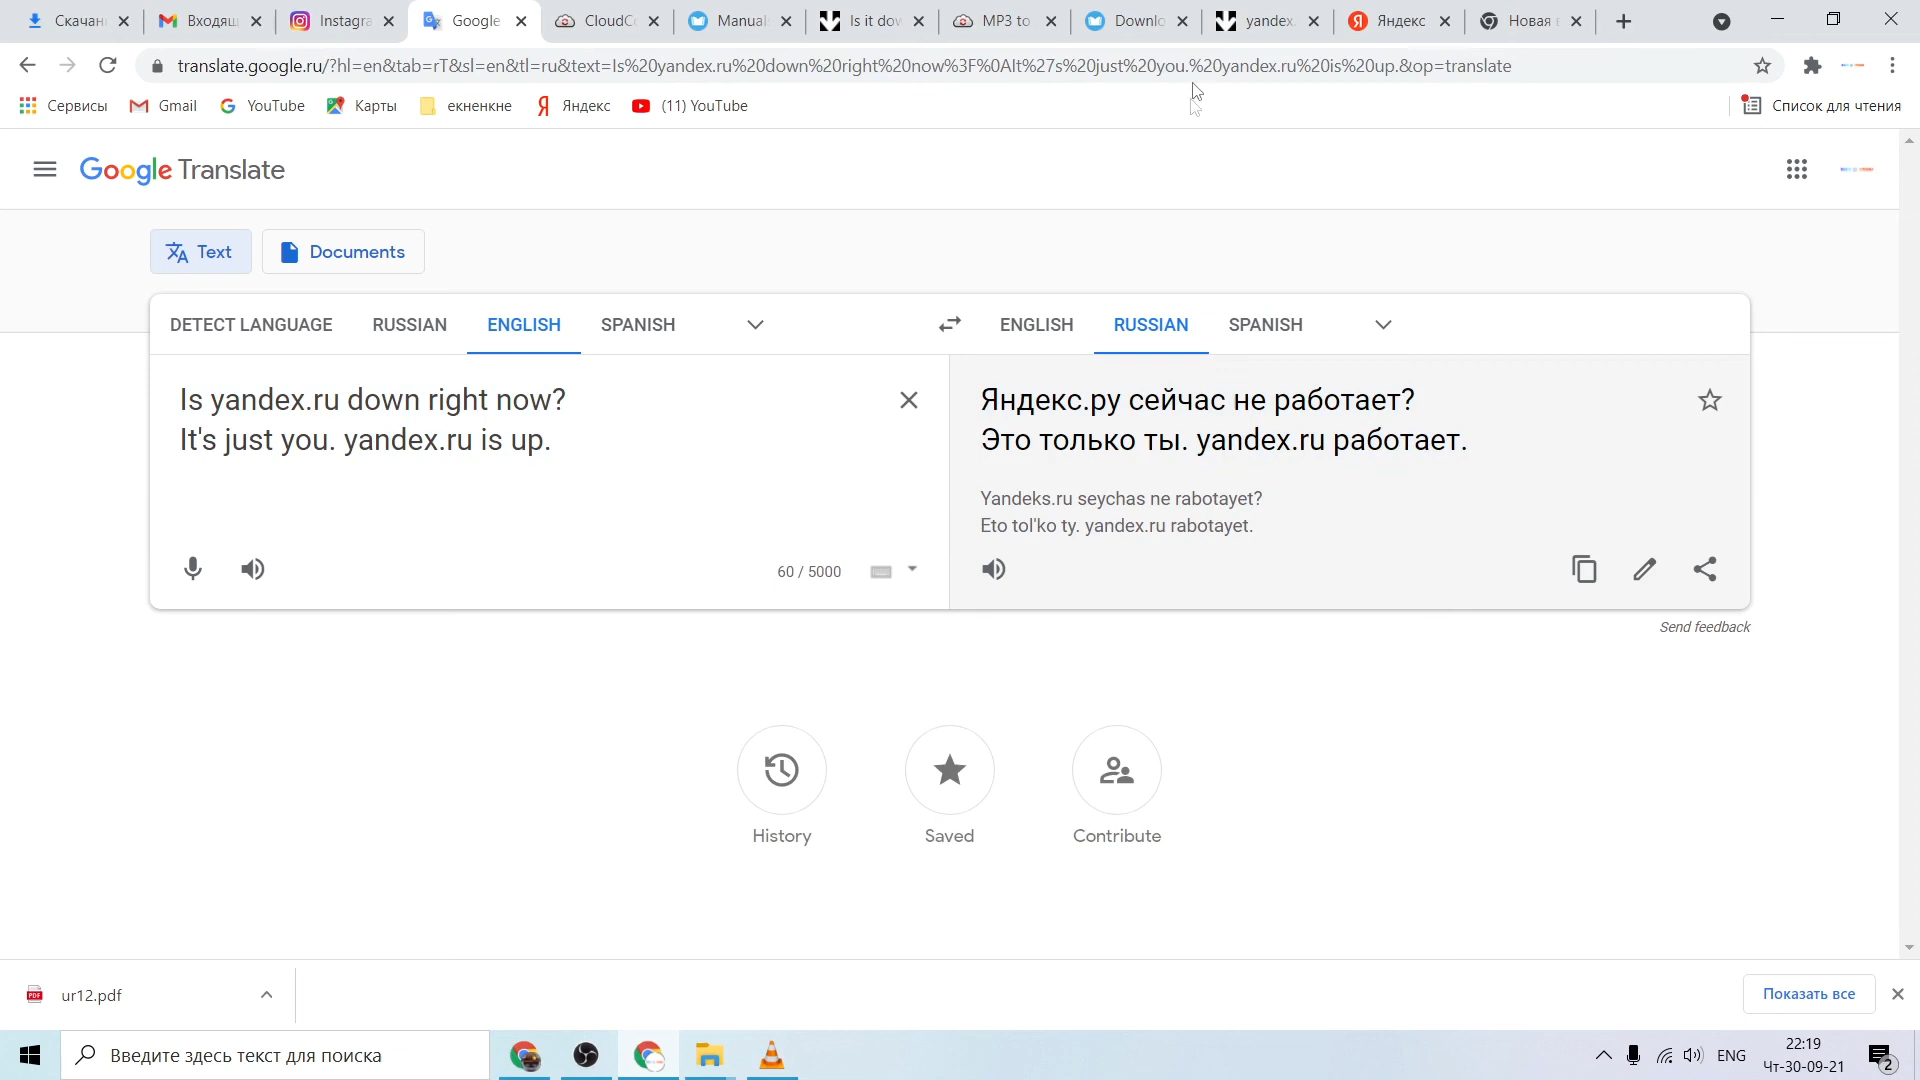 Скачан
Входящ
Instagra
Google
CloudCo
Manual
Is it dow
MP3 to
Downlo
yandex.
Яндекс
Новая в
translate.google.ru/?hl=en&tab=rT&sl=en&tl=ru&text=Is%20yandex.ru%20down%20right%20now%3F%0AIt%27s%20just%20you.%20yandex.ru%20is%20up.&op=translate
Сервисы
Gmail
YouTube
Карты
екненкне
Яндекс
(11) YouTube
Список для чтения
Google Translate
Text
Documents
DETECT LANGUAGE
RUSSIAN
ENGLISH
SPANISH
ENGLISH
RUSSIAN
SPANISH
Is yandex.ru down right now?
It's just you. yandex.ru is up.
60 / 5000
Яндекс.ру сейчас не работает?
Это только ты. yandex.ru работает.
Yandeks.ru seychas ne rabotayet?
Eto tol'ko ty. yandex.ru rabotayet.
Send feedback
History
Saved
Contribute
PDF
ur12.pdf
Показать все
Введите здесь текст для поиска
ENG
22:19
Чт-30-09-21
2